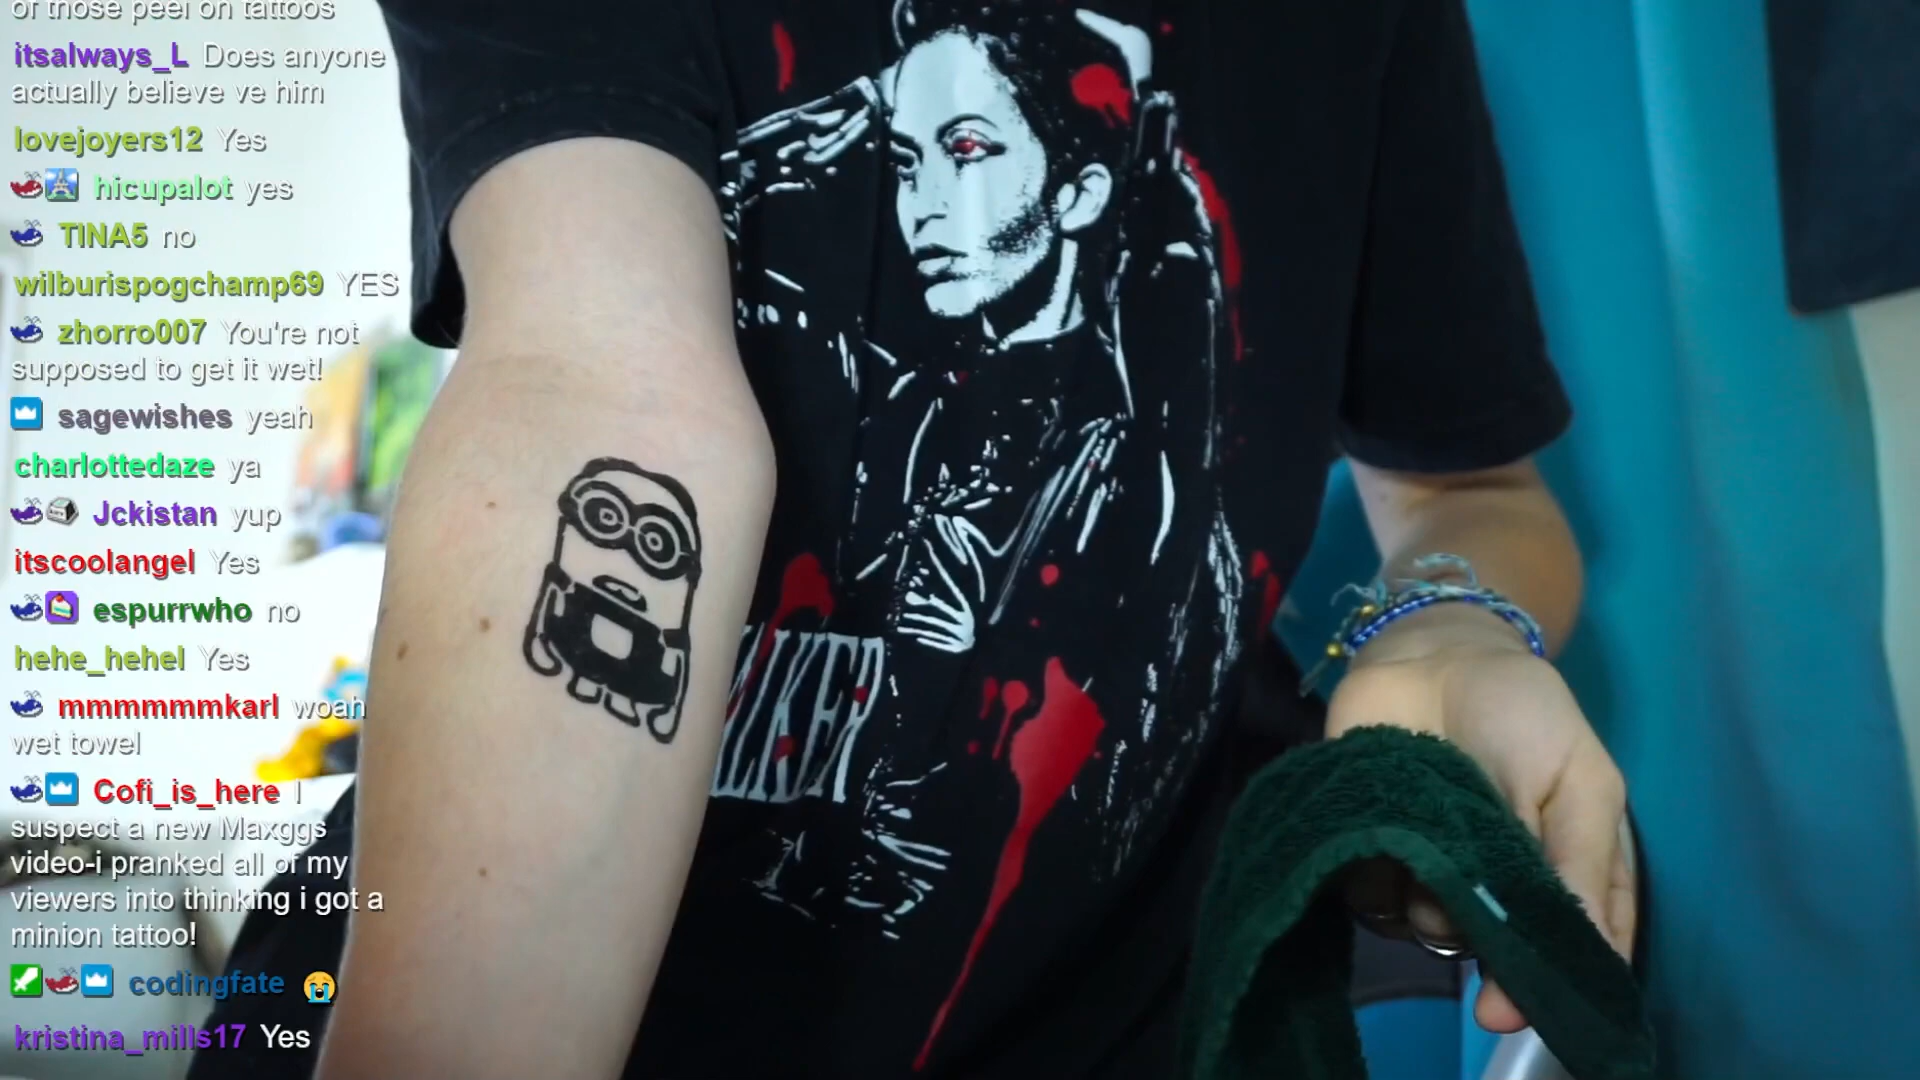 of those peel on tattoos
itsalways_L Does anyone
actually believe ve him
lovejoyers12 Yes
hicupalot yes
TINA5 no
wilburispogchamp69 YES
zhorro007 You're not
supposed to get it wet!
sagewishes yeah
charlottedaze ya
Jckistan yup
itscoolangel Yes
espurrwho no
hehe_hehel Yes
mmmmmmkarl woah
wet towel
Cofi_is_here I
suspect a new Maxggs
video-i pranked all of my
viewers into thinking i got a
minion tattoo!
codingfate
kristina_mills17 Yes